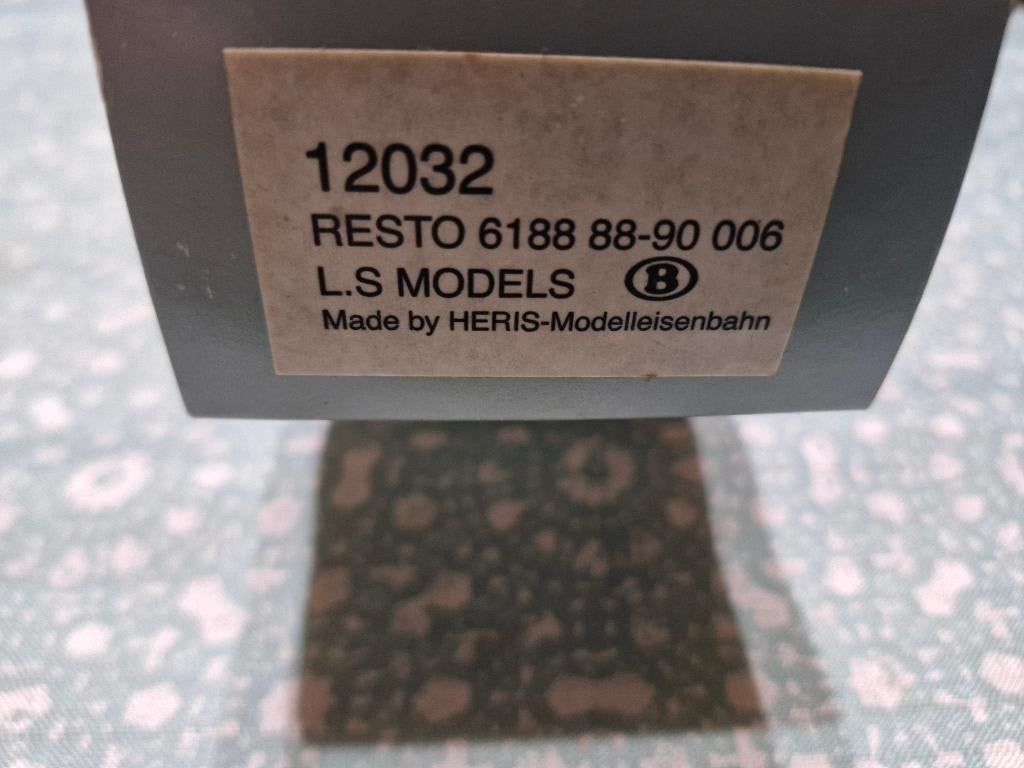 12032
RESTO 6188 88-90 006
L.S MODELS B
Made by HERIS-Modelleisenbahn